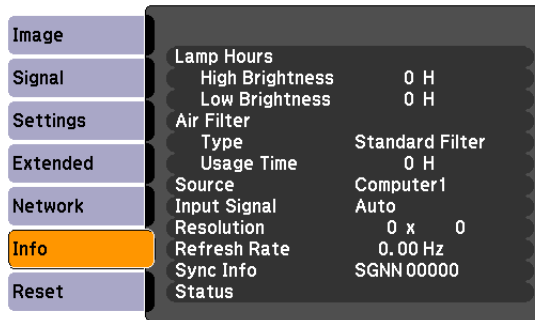 Image
Signal
Settings
Extended
Network
Info
Reset
Lamp Hours
High Brightness 0 H
Low Brightness 0 H
Air Filter
Type Standard Filter
Usage Time 0 H
Source Computer1
Input Signal Auto
Resolution 0 x 0
Refresh Rate 0.00 Hz
Sync Info SGNN 00000
Status